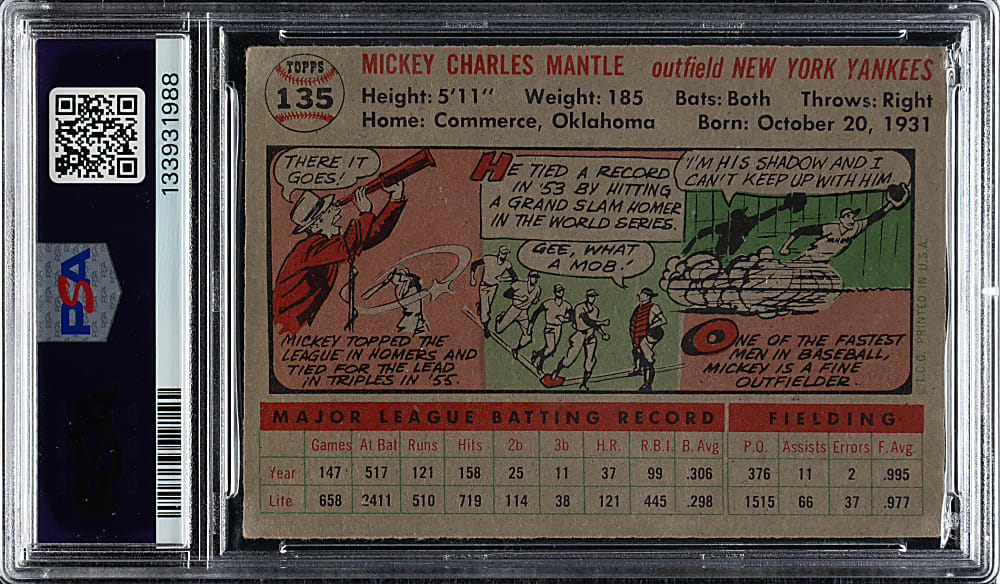 133931988
PSA
TOPPS
135
MICKEY CHARLES MANTLE outfield NEW YORK YANKEES
Height: 5'11" Weight: 185 Bats: Both Throws: Right
Home: Commerce, Oklahoma Born: October 20, 1931
THERE IT
GOES!
HE TIED A RECORD
IN '53 BY HITTING
A GRAND SLAM HOMER
IN THE WORLD SERIES.
I'M HIS SHADOW AND I
CAN'T KEEP UP WITH HIM.
GEE, WHAT
A MOB!
MICKEY TOPPED THE
LEAGUE IN HOMERS AND
TIED FOR THE LEAD
IN TRIPLES IN '55.
ONE OF THE FASTEST
MEN IN BASEBALL,
MICKEY IS A FINE
OUTFIELDER.
T.C.G. PRINTED IN U.S.A.
MAJOR LEAGUE BATTING RECORD FIELDING
Games At Bat Runs Hits 2b 3b H.R. R.B.I. B. Avg P.O. Assists Errors F. Avg.
Year 147 517 121 158 25 11 37 99 .306 376 11 2 .995
Life 658 2411 510 719 114 38 121 445 .298 1515 66 37 .977